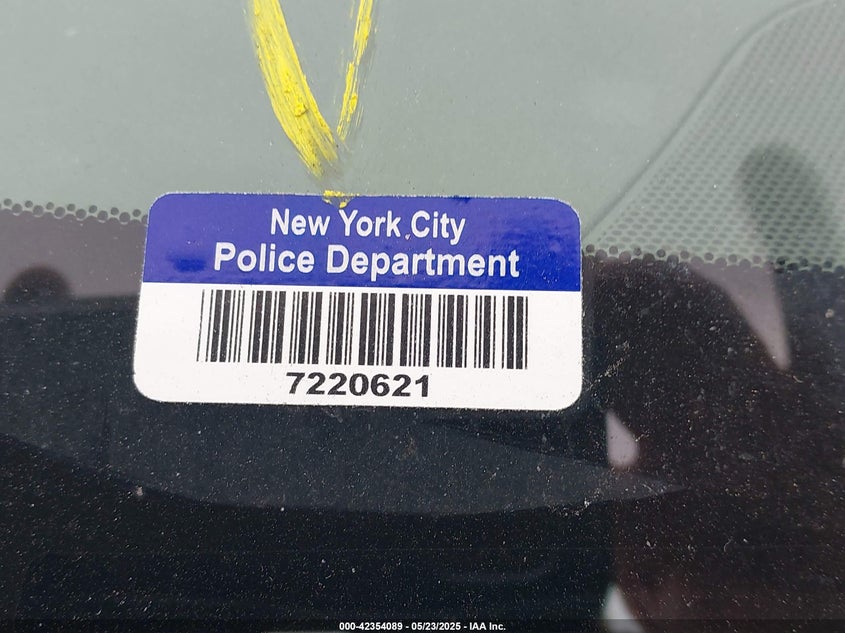 New York City
Police Department
7220621
000-42354089 - 05/23/2025 - IAA Inc.